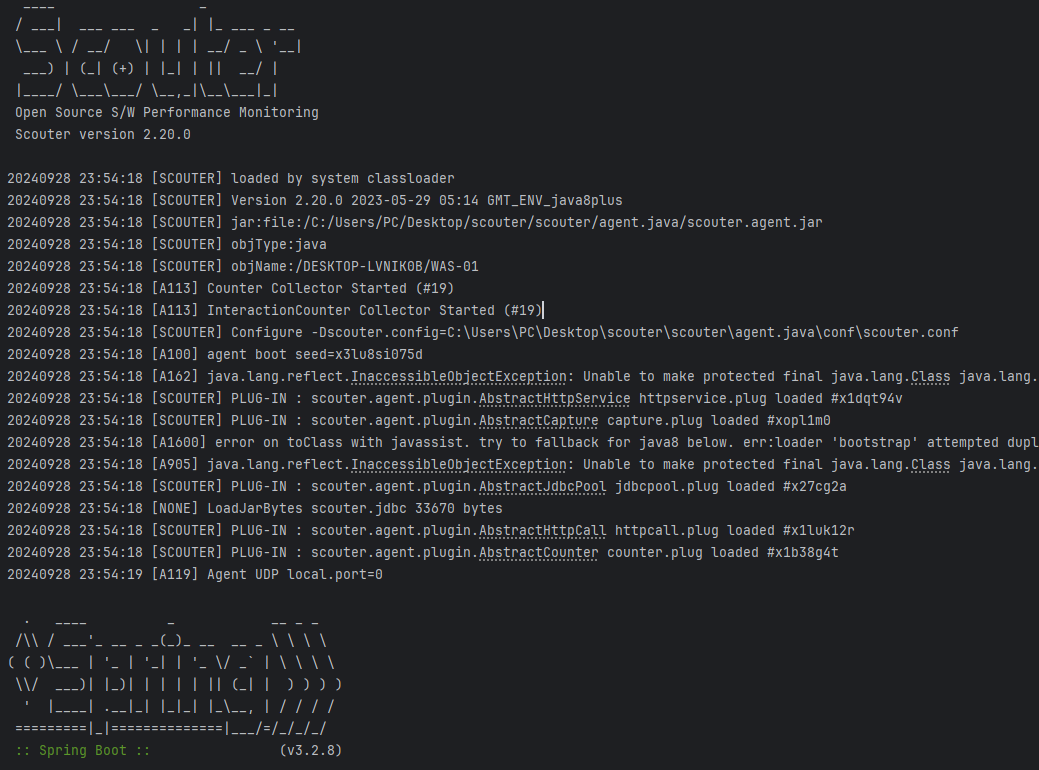 ____                  _
 / ___|  ___ ___  _   _| |_ ___ _ __
 \___ \ / __/   \| | | | __/ _ \ '__|
  ___) | (_| (+) | |_| | ||  __/ |
 |____/ \___\___/ \__,_|\__\___|_|
 Open Source S/W Performance Monitoring
 Scouter version 2.20.0

20240928 23:54:18 [SCOUTER] loaded by system classloader
20240928 23:54:18 [SCOUTER] Version 2.20.0 2023-05-29 05:14 GMT_ENV_java8plus
20240928 23:54:18 [SCOUTER] jar:file:/C:/Users/PC/Desktop/scouter/scouter/agent.java/scouter.agent.jar
20240928 23:54:18 [SCOUTER] objType:java
20240928 23:54:18 [SCOUTER] objName:/DESKTOP-LVNIKOB/WAS-01
20240928 23:54:18 [A113] Counter Collector Started (#19)
20240928 23:54:18 [A113] InteractionCounter Collector Started (#19)
20240928 23:54:18 [SCOUTER] Configure -Dscouter.config=C:\Users\PC\Desktop\scouter\scouter\agent.java\conf\scouter.conf
20240928 23:54:18 [A100] agent boot seed=x3lu8si075d
20240928 23:54:18 [A162] java.lang.reflect.InaccessibleObjectException: Unable to make protected final java.lang.Class java.lang.
20240928 23:54:18 [SCOUTER] PLUG-IN : scouter.agent.plugin.AbstractHttpService httpservice.plug loaded #x1dqt94v
20240928 23:54:18 [SCOUTER] PLUG-IN : scouter.agent.plugin.AbstractCapture capture.plug loaded #xopl1m0
20240928 23:54:18 [A1600] error on toClass with javassist. try to fallback for java8 below. err:loader 'bootstrap' attempted dupl
20240928 23:54:18 [A905] java.lang.reflect.InaccessibleObjectException: Unable to make protected final java.lang.Class java.lang.
20240928 23:54:18 [SCOUTER] PLUG-IN : scouter.agent.plugin.AbstractJdbcPool jdbcpool.plug loaded #x27cg2a
20240928 23:54:18 [NONE] LoadJarBytes scouter.jdbc 33670 bytes
20240928 23:54:18 [SCOUTER] PLUG-IN : scouter.agent.plugin.AbstractHttpCall httpcall.plug loaded #x1luk12r
20240928 23:54:18 [SCOUTER] PLUG-IN : scouter.agent.plugin.AbstractCounter counter.plug loaded #x1b38g4t
20240928 23:54:19 [A119] Agent UDP local.port=0

  .   ____          _            __ _ _
 /\\ / ___'_ __ _ _(_)_ __  __ _ \ \ \ \
( ( )\___ | '_ | '_| | '_ \/ _` | \ \ \ \
 \\/  ___)| |_)| | | | | || (_| |  ) ) ) )
  '  |____| .__|_| |_|_| |_\__, | / / / /
 =========|_|==============|___/=/_/_/_/
 :: Spring Boot ::                (v3.2.8)